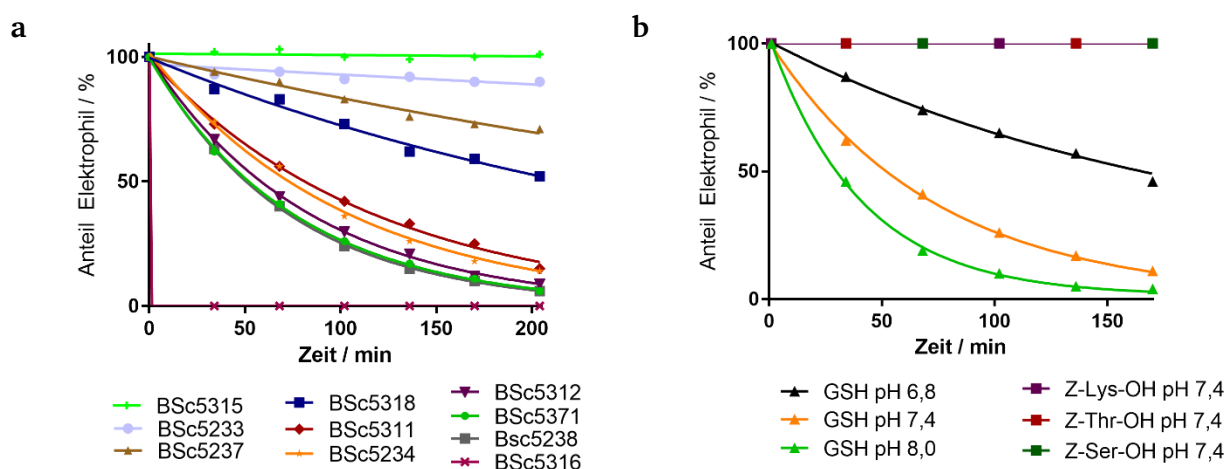 a
Anteil Elektrophil / %
100
50
0
0 50 100 150 200
Zeit / min
BSc5315
BSc5233
BSc5237
BSc5318
BSc5311
BSc5234
BSc5312
BSc5371
Bsc5238
BSc5316
b
Anteil Elektrophil / %
100
50
0
0 50 100 150
Zeit / min
GSH pH 6,8
GSH pH 7,4
GSH pH 8,0
Z-Lys-OH pH 7,4
Z-Thr-OH pH 7,4
Z-Ser-OH pH 7,4